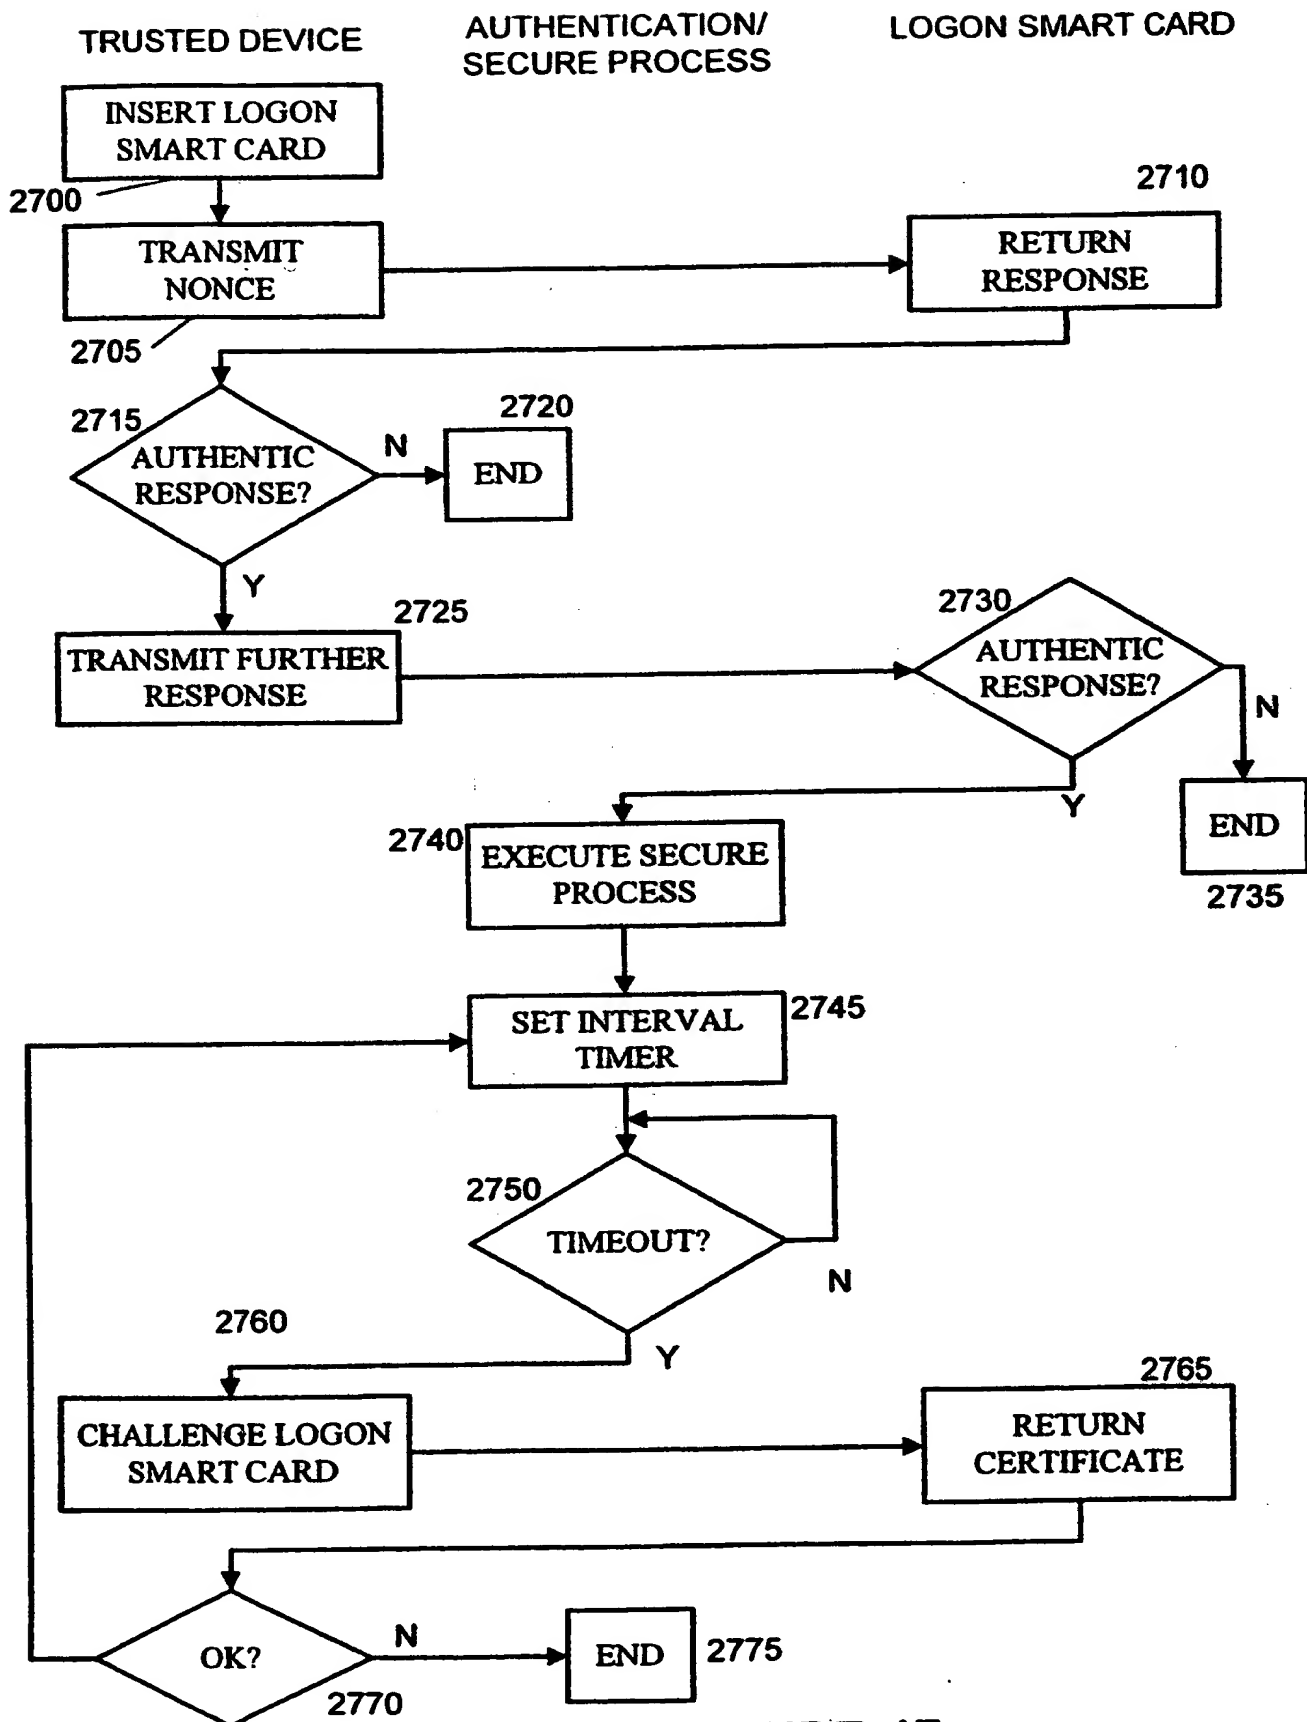 TRUSTED DEVICE
AUTHENTICATION/
SECURE PROCESS
LOGON SMART CARD
INSERT LOGON
SMART CARD
2700
2710
TRANSMIT
NONCE
RETURN
RESPONSE
2705
2715
2720
AUTHENTIC
RESPONSE?
N
END
Y
2725
2730
TRANSMIT FURTHER
RESPONSE
AUTHENTIC
RESPONSE?
N
Y
2740
EXECUTE SECURE
PROCESS
END
2735
2745
SET INTERVAL
TIMER
2750
TIMEOUT?
N
Y
2760
2765
CHALLENGE LOGON
SMART CARD
RETURN
CERTIFICATE
OK?
N
END
2775
2770